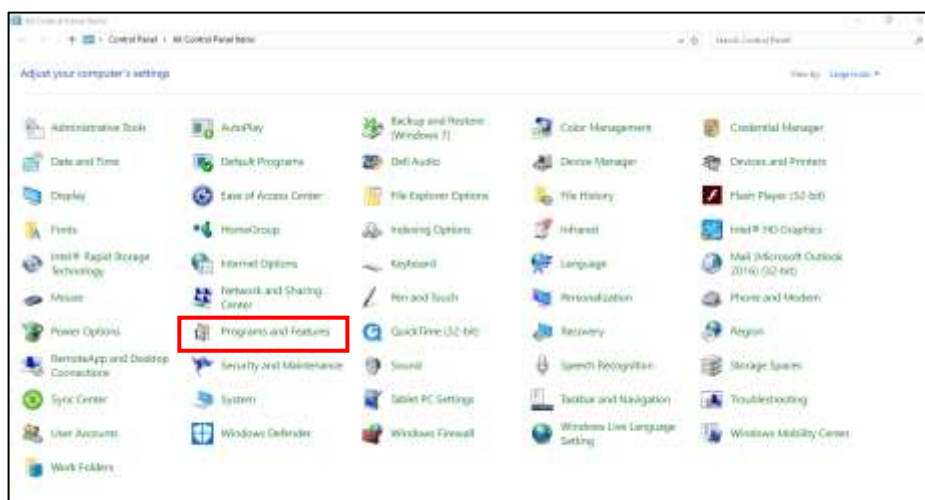 All Control Panel Items
Control Panel › All Control Panel Items
Search Control Panel
Adjust your computer's settings
View by: Large icons
Administrative Tools
AutoPlay
Backup and Restore
(Windows 7)
Color Management
Credential Manager
Date and Time
Default Programs
Dell Audio
Device Manager
Devices and Printers
Display
Ease of Access Center
File Explorer Options
File History
Flash Player (32-bit)
Fonts
HomeGroup
Indexing Options
Infrared
Intel® HD Graphics
Intel® Rapid Storage
Technology
Internet Options
Keyboard
Language
Mail (Microsoft Outlook
2016) (32-bit)
Mouse
Network and Sharing
Center
Pen and Touch
Personalization
Phone and Modem
Power Options
Programs and Features
QuickTime (32-bit)
Recovery
Region
RemoteApp and Desktop
Connections
Security and Maintenance
Sound
Speech Recognition
Storage Spaces
Sync Center
System
Tablet PC Settings
Taskbar and Navigation
Troubleshooting
User Accounts
Windows Defender
Windows Firewall
Windows Live Language
Setting
Windows Mobility Center
Work Folders